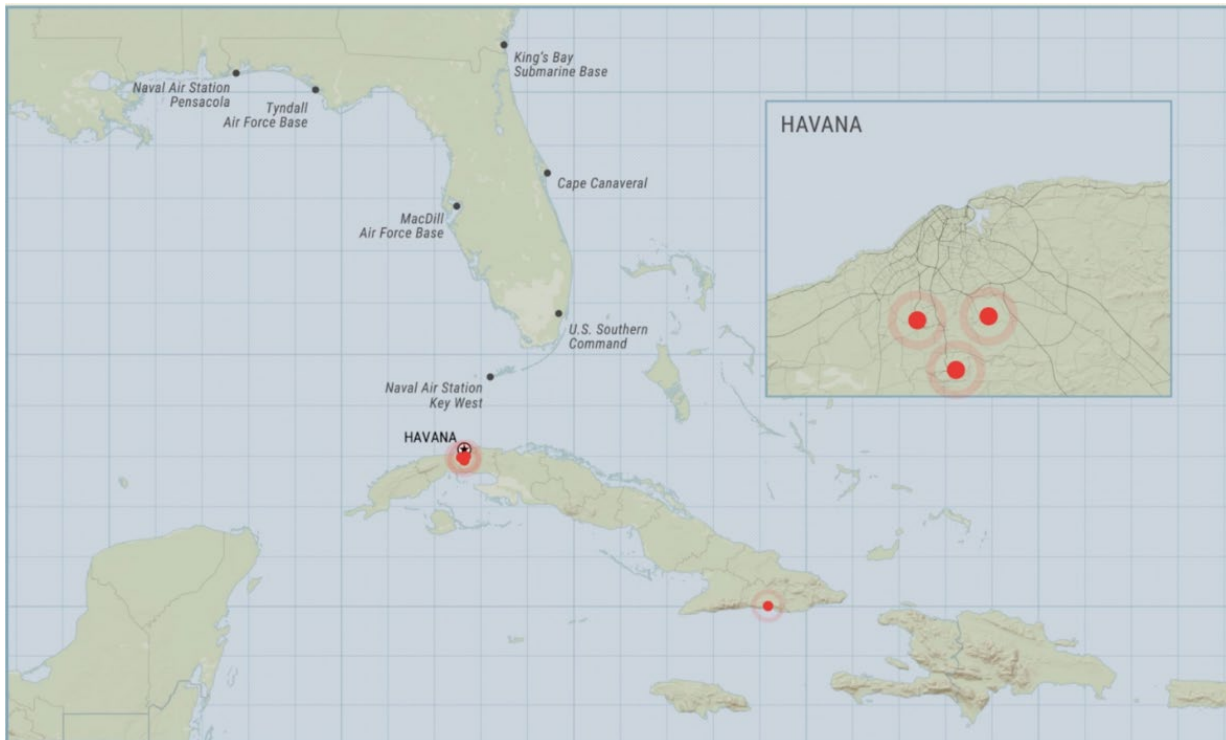 King's Bay
Submarine Base
Naval Air Station
Pensacola
Tyndall
Air Force Base
HAVANA
Cape Canaveral
MacDill
Air Force Base
U.S. Southern
Command
Naval Air Station
Key West
HAVANA